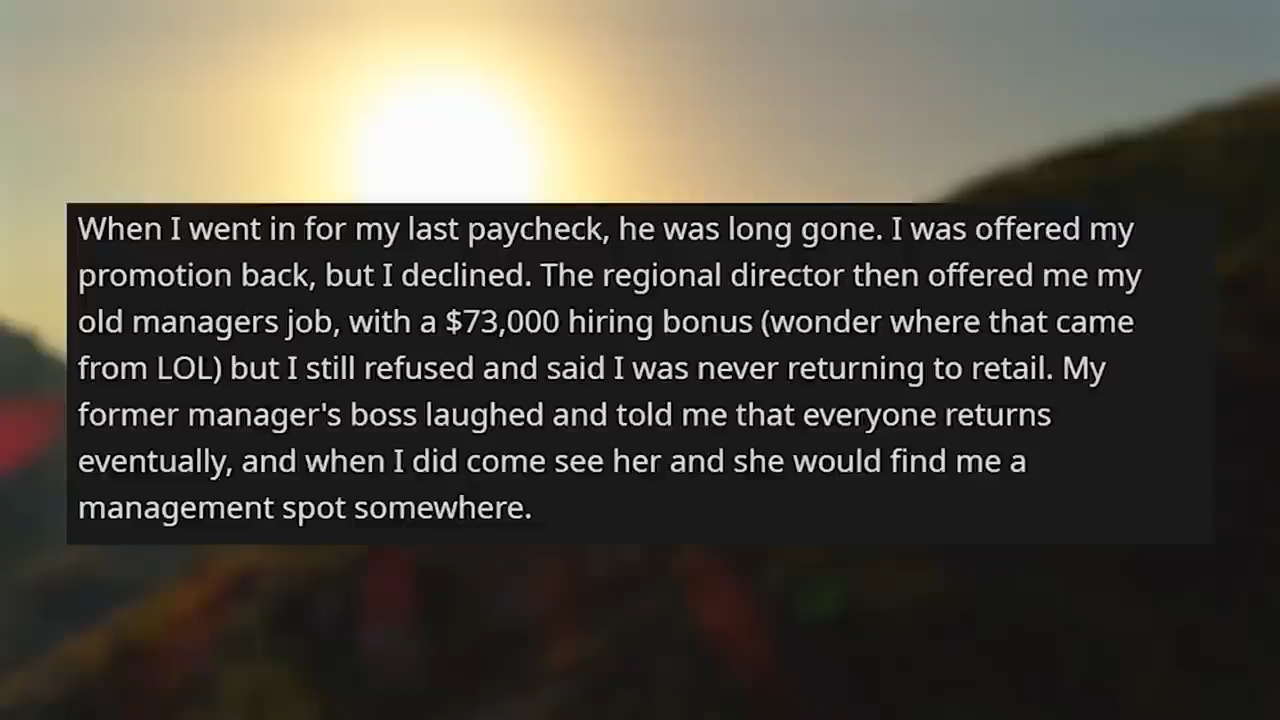 When I went in for my last paycheck, he was long gone. I was offered my
promotion back, but I declined. The regional director then offered me my
old managers job, with a $73,000 hiring bonus (wonder where that came
from LOL) but I still refused and said I was never returning to retail. My
former manager's boss laughed and told me that everyone returns
eventually, and when I did come see her and she would find me a
management spot somewhere.